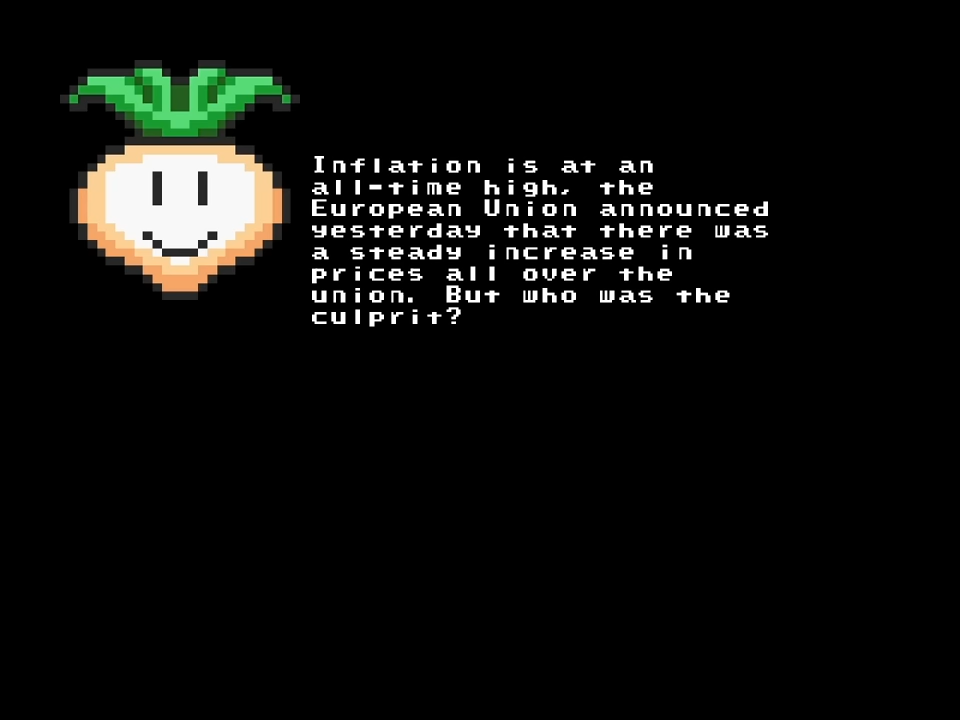 Inflation is at an
all-time high, the
European Union announced
yesterday that there was
a steady increase in
prices all over the
union. But who was the
culprit?